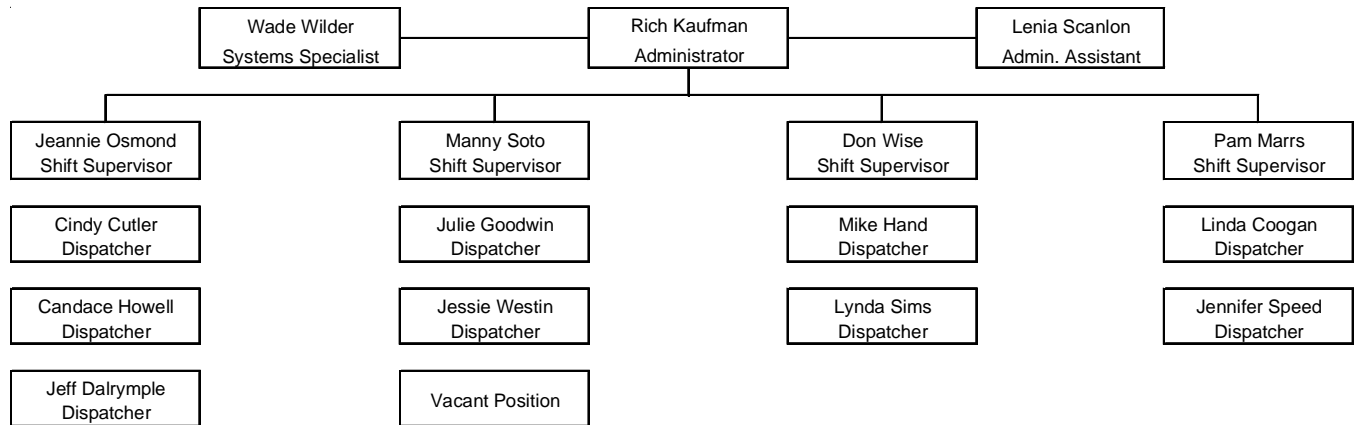 Wade Wilder
Systems Specialist
Rich Kaufman
Administrator
Lenia Scanlon
Admin. Assistant
Jeannie Osmond
Shift Supervisor
Manny Soto
Shift Supervisor
Don Wise
Shift Supervisor
Pam Marrs
Shift Supervisor
Cindy Cutler
Dispatcher
Julie Goodwin
Dispatcher
Mike Hand
Dispatcher
Linda Coogan
Dispatcher
Candace Howell
Dispatcher
Jessie Westin
Dispatcher
Lynda Sims
Dispatcher
Jennifer Speed
Dispatcher
Jeff Dalrymple
Dispatcher
Vacant Position